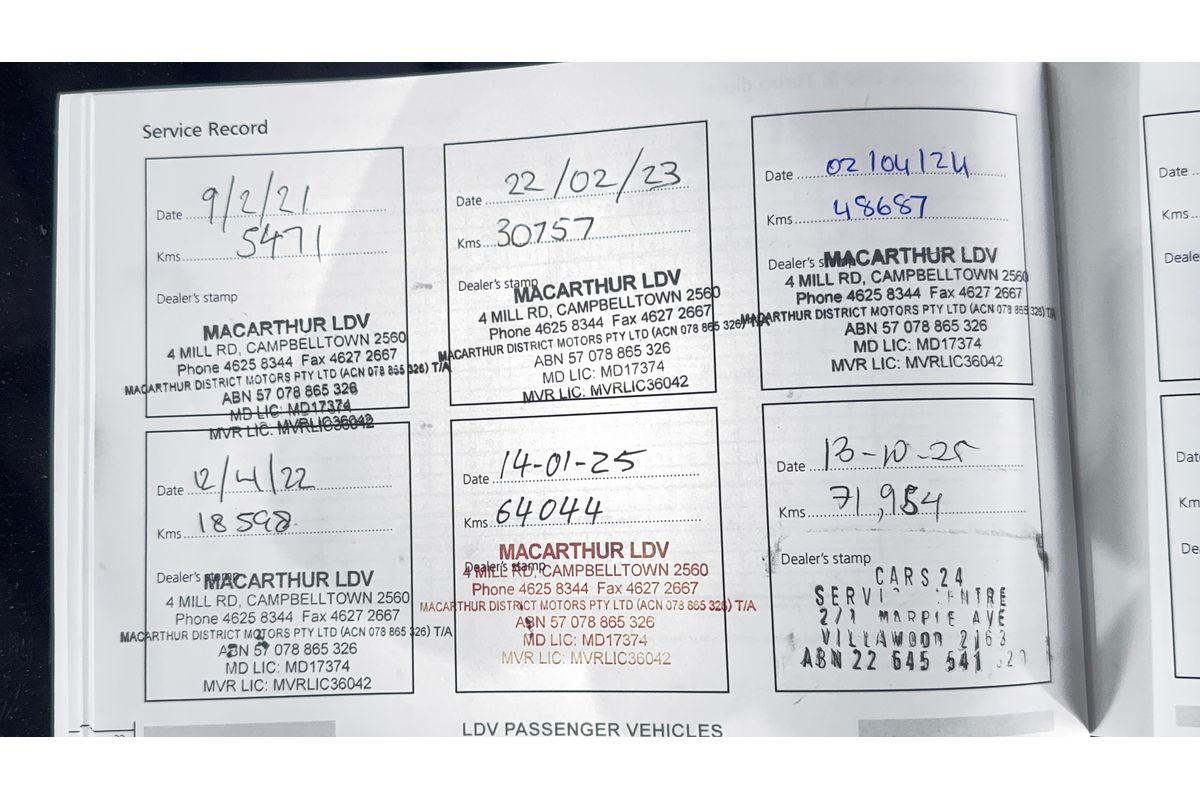 Service Record
Date 9/2/21
Kms 5471
Dealer's stamp
MACARTHUR LDV
4 MILL RD, CAMPBELLTOWN 2560
Phone 4625 8344 Fax 4627 2667
MACARTHUR DISTRICT MOTORS PTY LTD (ACN 078 865 326) T/A
ABN 57 078 865 326
MD LIC: MD17374
MVR LIC: MVRLIC36042
Date 22/02/23
Kms 30757
Dealer's stamp
MACARTHUR LDV
4 MILL RD, CAMPBELLTOWN 2560
Phone 4625 8344 Fax 4627 2667
MACARTHUR DISTRICT MOTORS PTY LTD (ACN 078 865 326) T/A
ABN 57 078 865 326
MD LIC: MD17374
MVR LIC: MVRLIC36042
Date 02/04/24
Kms 48687
Dealer's stamp
MACARTHUR LDV
4 MILL RD, CAMPBELLTOWN 2560
Phone 4625 8344 Fax 4627 2667
MACARTHUR DISTRICT MOTORS PTY LTD (ACN 078 865 326) T/A
ABN 57 078 865 326
MD LIC: MD17374
MVR LIC: MVRLIC36042
Date 12/4/22
Kms 18598
Dealer's stamp
MACARTHUR LDV
4 MILL RD, CAMPBELLTOWN 2560
Phone 4625 8344 Fax 4627 2667
MACARTHUR DISTRICT MOTORS PTY LTD (ACN 078 865 326) T/A
ABN 57 078 865 326
MD LIC: MD17374
MVR LIC: MVRLIC36042
Date 14-01-25
Kms 64044
Dealer's stamp
MACARTHUR LDV
4 MILL RD, CAMPBELLTOWN 2560
Phone 4625 8344 Fax 4627 2667
MACARTHUR DISTRICT MOTORS PTY LTD (ACN 078 865 326) T/A
ABN 57 078 865 326
MD LIC: MD17374
MVR LIC: MVRLIC36042
Date 13-10-25
Kms 71,984
Dealer's stamp
CARS24
2/1 MARPLE AVE
VILLAWOOD 2163
ABN 22 645 641
LDV PASSENGER VEHICLES
Date
Kms